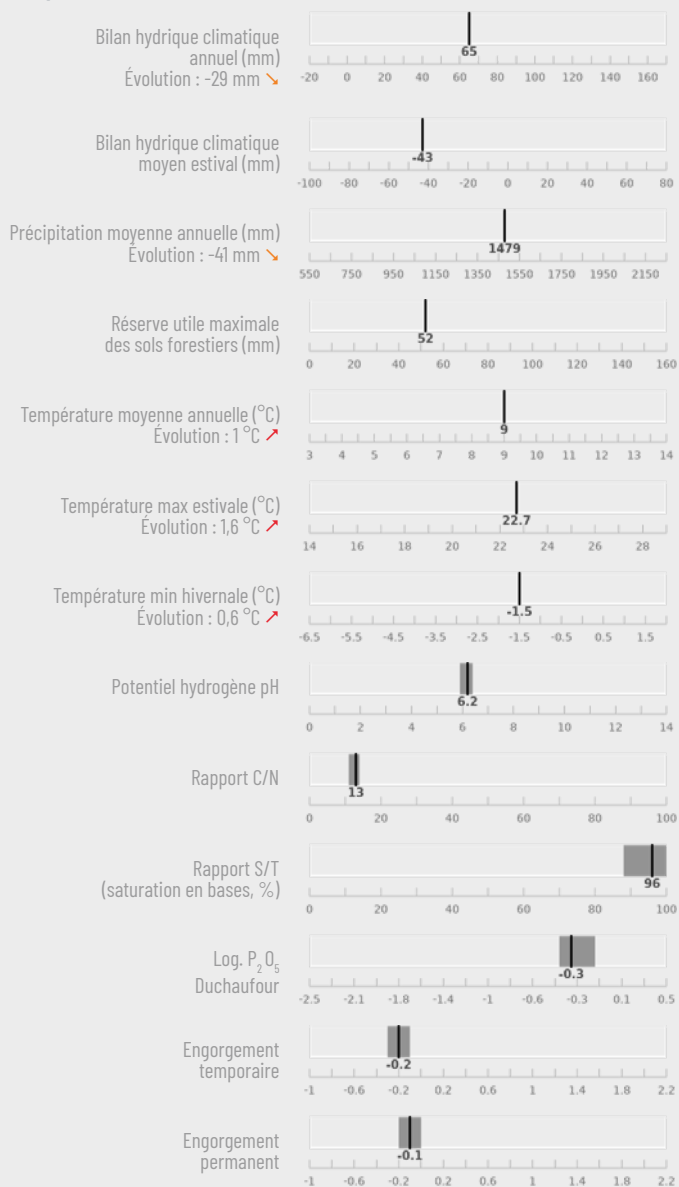 Bilan hydrique climatique
annuel (mm)
Évolution : -29 mm ↘
65
-20 0 20 40 60 80 100 120 140 160
Bilan hydrique climatique
moyen estival (mm)
-43
-100 -80 -60 -40 -20 0 20 40 60 80
Précipitation moyenne annuelle (mm)
Évolution : -41 mm ↘
1479
550 750 950 1150 1350 1550 1750 1950 2150
Réserve utile maximale
des sols forestiers (mm)
52
0 20 40 60 80 100 120 140 160
Température moyenne annuelle (°C)
Évolution : 1 °C ↗
9
3 4 5 6 7 8 9 10 11 12 13 14
Température max estivale (°C)
Évolution : 1,6 °C ↗
22.7
14 16 18 20 22 24 26 28
Température min hivernale (°C)
Évolution : 0,6 °C ↗
-1.5
-6.5 -5.5 -4.5 -3.5 -2.5 -1.5 -0.5 0.5 1.5
Potentiel hydrogène pH
6.2
0 2 4 6 8 10 12 14
Rapport C/N
13
0 20 40 60 80 100
Rapport S/T
(saturation en bases, %)
96
0 20 40 60 80 100
Log. P₂O₅
Duchaufour
-0.3
-2.5 -2.1 -1.8 -1.4 -1 -0.6 -0.3 0.1 0.5
Engorgement
temporaire
-0.2
-1 -0.6 -0.2 0.2 0.6 1 1.4 1.8 2.2
Engorgement
permanent
-0.1
-1 -0.6 -0.2 0.2 0.6 1 1.4 1.8 2.2